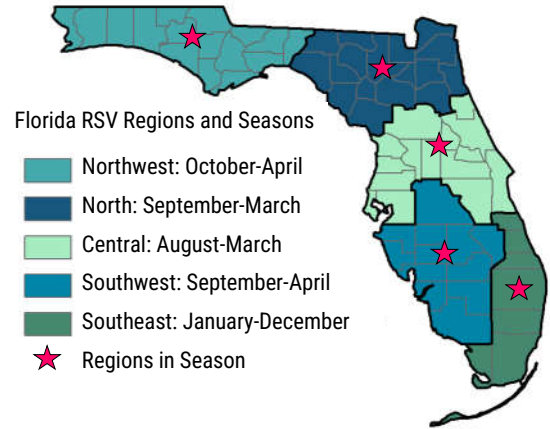 Florida RSV Regions and Seasons
Northwest: October-April
North: September-March
Central: August-March
Southwest: September-April
Southeast: January-December
Regions in Season